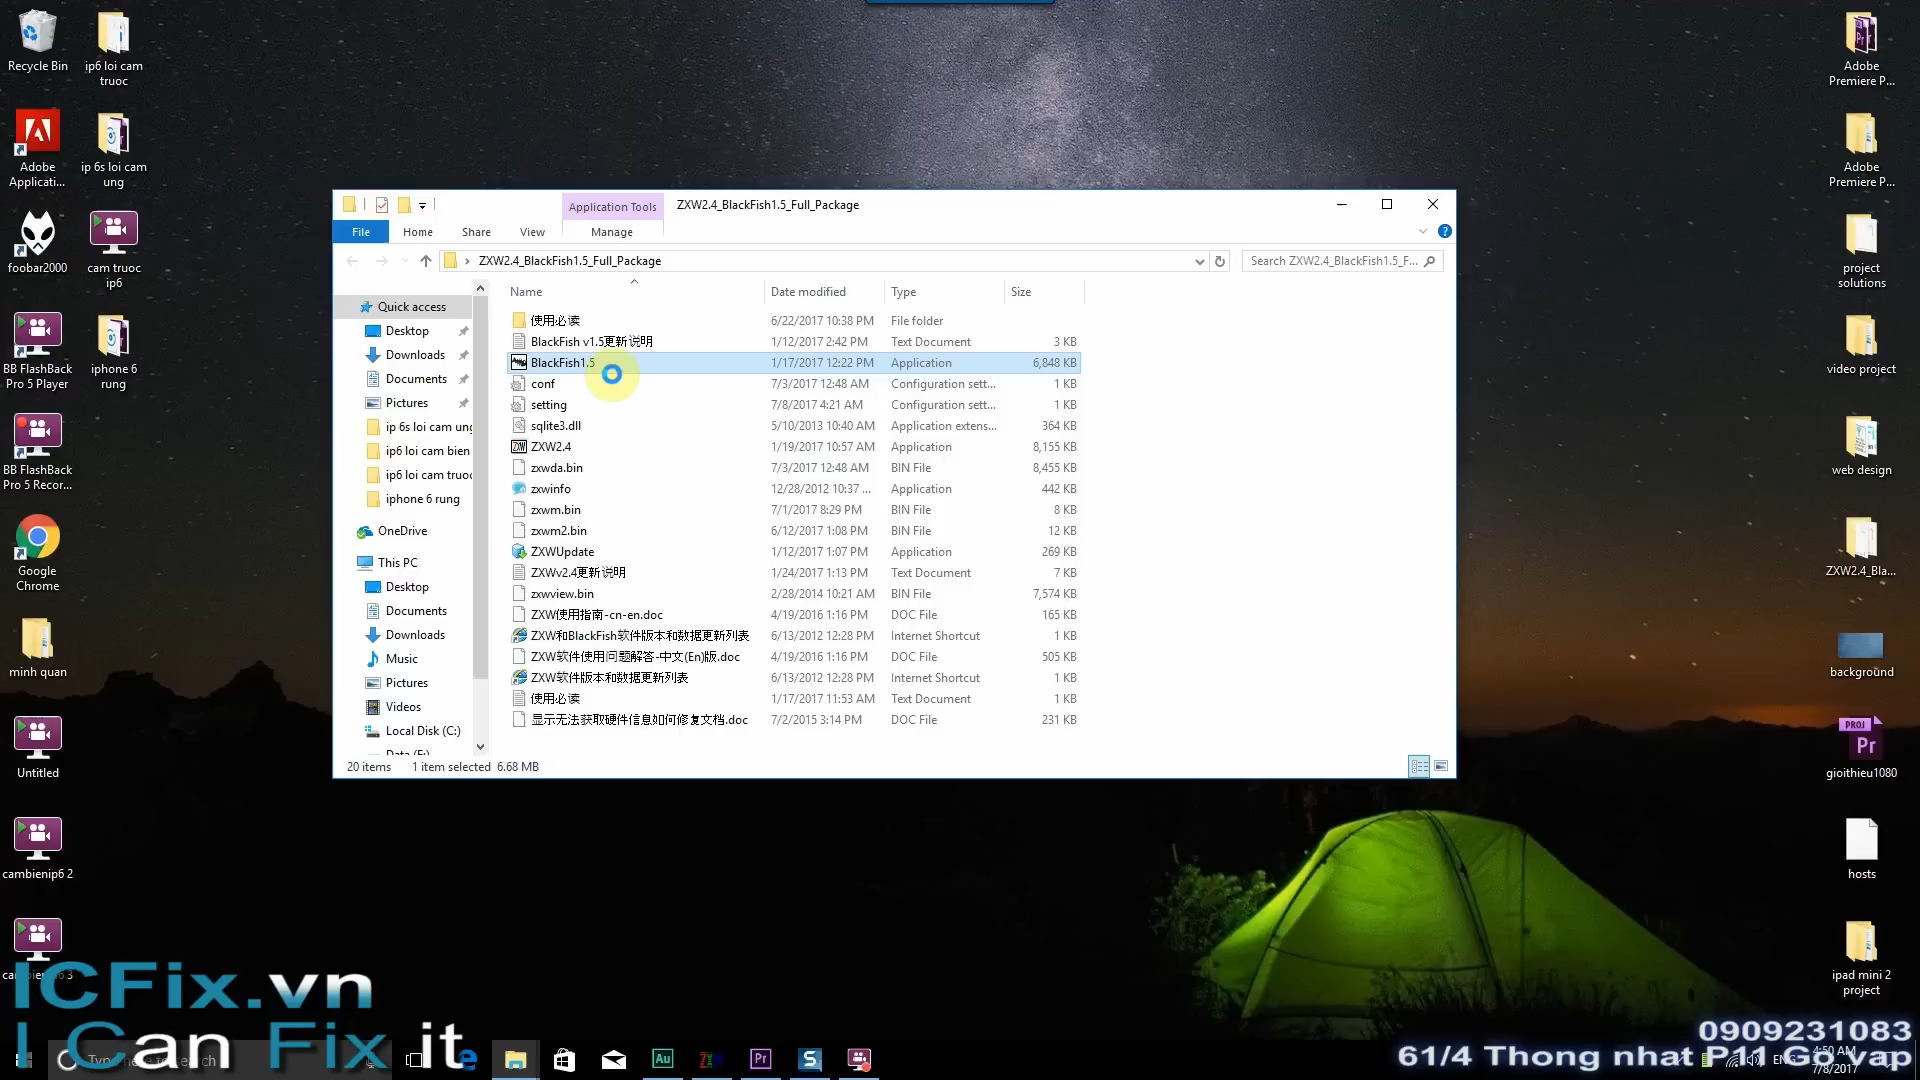 Recycle Bin
ip6 loi cam
truoc
Adobe
Applicati...
ip 6s loi cam
ung
foobar2000
cam truoc
ip6
BB FlashBack
Pro 5 Player
iphone 6
rung
BB FlashBack
Pro 5 Recor...
Google
Chrome
minh quan
Untitled
cambienip6 2
ZXW2.4_BlackFish1.5_Full_Package
Application Tools
File
Home
Share
View
Manage
ZXW2.4_BlackFish1.5_Full_Package
Search ZXW2.4_BlackFish1.5_F...
Quick access
Desktop
Downloads
Documents
Pictures
ip 6s loi cam ung
ip6 loi cam bien
ip6 loi cam truoc
iphone 6 rung
OneDrive
This PC
Desktop
Documents
Downloads
Music
Pictures
Videos
Local Disk (C:)
Name Date modified Type Size
使用必读 6/22/2017 10:38 PM File folder
BlackFish v1.5更新说明 1/12/2017 2:42 PM Text Document 3 KB
BlackFish1.5 1/17/2017 12:22 PM Application 6,848 KB
conf 7/3/2017 12:48 AM Configuration sett... 1 KB
setting 7/8/2017 4:21 AM Configuration sett... 1 KB
sqlite3.dll 5/10/2013 10:40 AM Application extens... 364 KB
ZXW2.4 1/19/2017 10:57 AM Application 8,155 KB
zxwda.bin 7/3/2017 12:48 AM BIN File 8,455 KB
zxwinfo 12/28/2012 10:37 ... Application 442 KB
zxwm.bin 7/1/2017 8:29 PM BIN File 8 KB
zxwm2.bin 6/12/2017 1:08 PM BIN File 12 KB
ZXWUpdate 1/12/2017 1:07 PM Application 269 KB
ZXWv2.4更新说明 1/24/2017 1:13 PM Text Document 7 KB
zxwview.bin 2/28/2014 10:21 AM BIN File 7,574 KB
ZXW使用指南-cn-en.doc 4/19/2016 1:16 PM DOC File 165 KB
ZXW和BlackFish软件版本和数据更新列表 6/13/2012 12:28 PM Internet Shortcut 1 KB
ZXW软件使用问题解答-中文(En)版.doc 4/19/2016 1:16 PM DOC File 505 KB
ZXW软件版本和数据更新列表 6/13/2012 12:28 PM Internet Shortcut 1 KB
使用必读 1/17/2017 11:53 AM Text Document 1 KB
显示无法获取硬件信息如何修复文档.doc 7/2/2015 3:14 PM DOC File 231 KB
20 items 1 item selected 6.68 MB
Adobe
Premiere P...
Adobe
Premiere P...
project
solutions
video project
web design
ZXW2.4_Bla...
background
PROJ
Pr
gioithieu1080
hosts
ipad mini 2
project
ICFix.vn
I Can Fix it
Au
Pr
S
0909231083
61/4 Thong nhat P11 Go vap
4:50 AM
7/8/2017